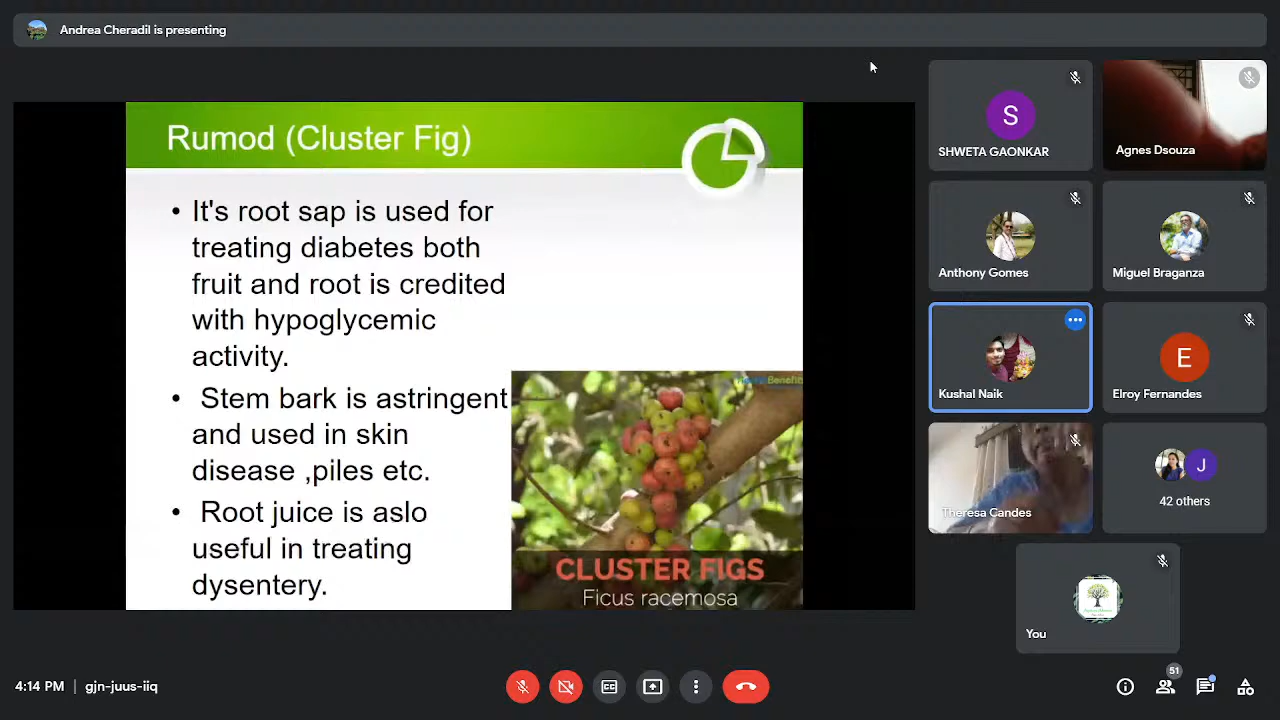 Andrea Cheradil is presenting
Rumod (Cluster Fig)
• It's root sap is used for
treating diabetes both
fruit and root is credited
with hypoglycemic
activity.
• Stem bark is astringent
and used in skin
disease ,piles etc.
• Root juice is aslo
useful in treating
dysentery.
Benefits
CLUSTER FIGS
Ficus racemosa
S
SHWETA GAONKAR
Agnes Dsouza
Anthony Gomes
Miguel Braganza
Kushal Naik
E
Elroy Fernandes
Theresa Candes
J
42 others
You
4:14 PM | gjn-juus-iiq
51